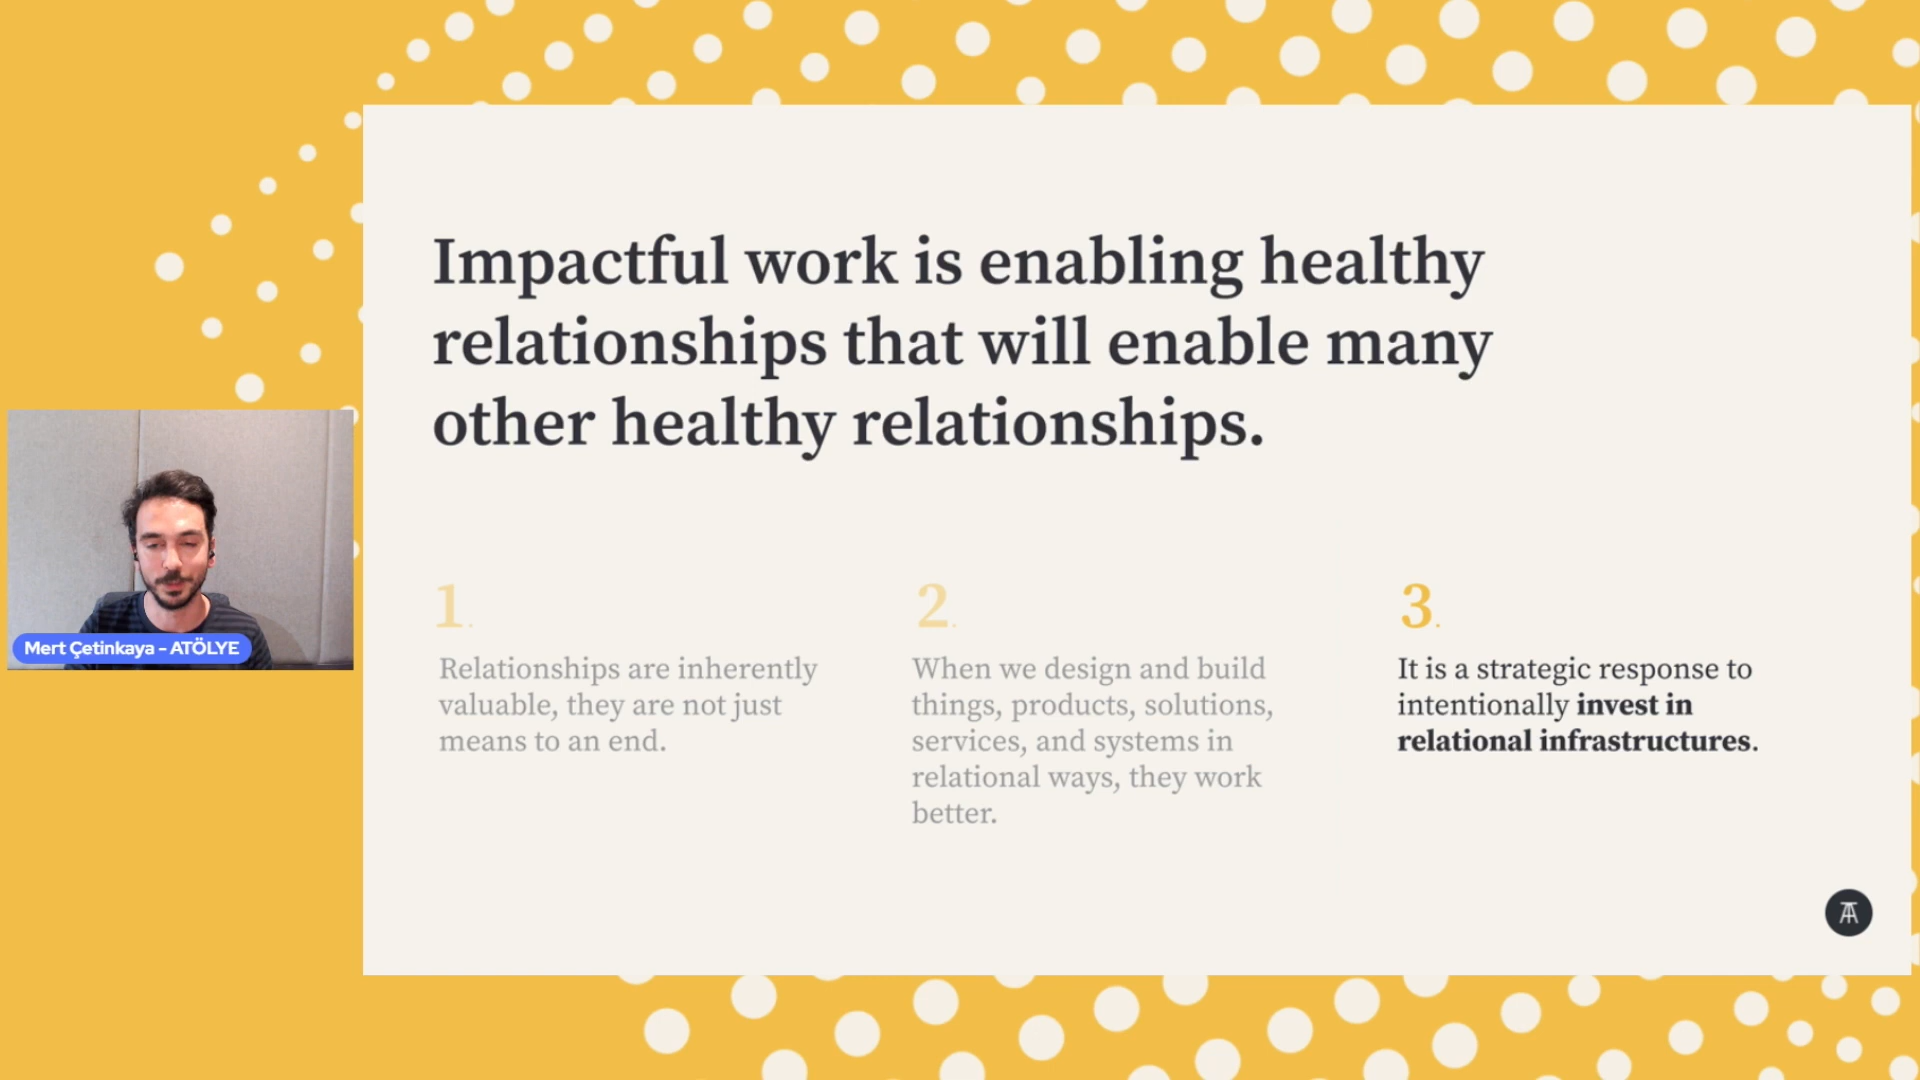 Impactful work is enabling healthy
relationships that will enable many
other healthy relationships.
1.
Relationships are inherently
valuable, they are not just
means to an end.
2.
When we design and build
things, products, solutions,
services, and systems in
relational ways, they work
better.
3.
It is a strategic response to
intentionally invest in
relational infrastructures.
Mert Çetinkaya – ATÖLYE